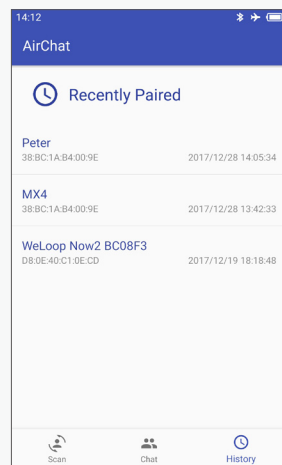 14:12
AirChat
Recently Paired
Peter
38:BC:1A:B4:00:9E 2017/12/28 14:05:34
MX4
38:BC:1A:B4:00:9E 2017/12/28 13:42:33
WeLoop Now2 BC08F3
D8:0E:40:C1:0E:CD 2017/12/19 18:18:48
Scan Chat History